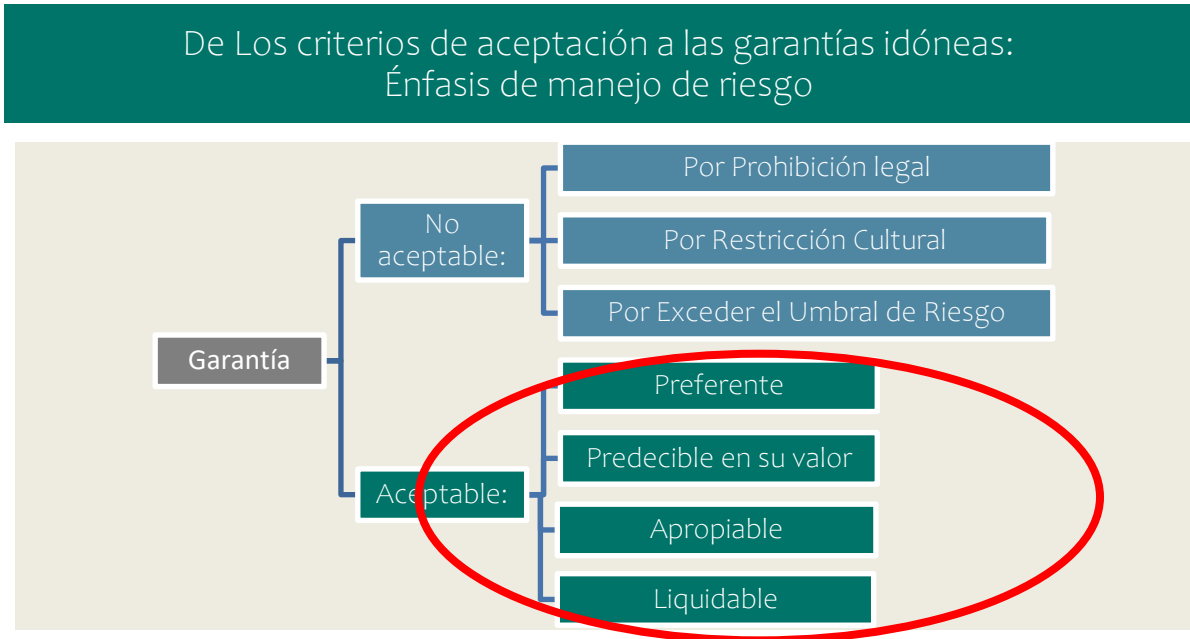 De Los criterios de aceptación a las garantías idóneas:
Énfasis de manejo de riesgo
Por Prohibición legal
No
aceptable:
Por Restricción Cultural
Por Exceder el Umbral de Riesgo
Garantía
Preferente
Predecible en su valor
Aceptable:
Apropiable
Liquidable